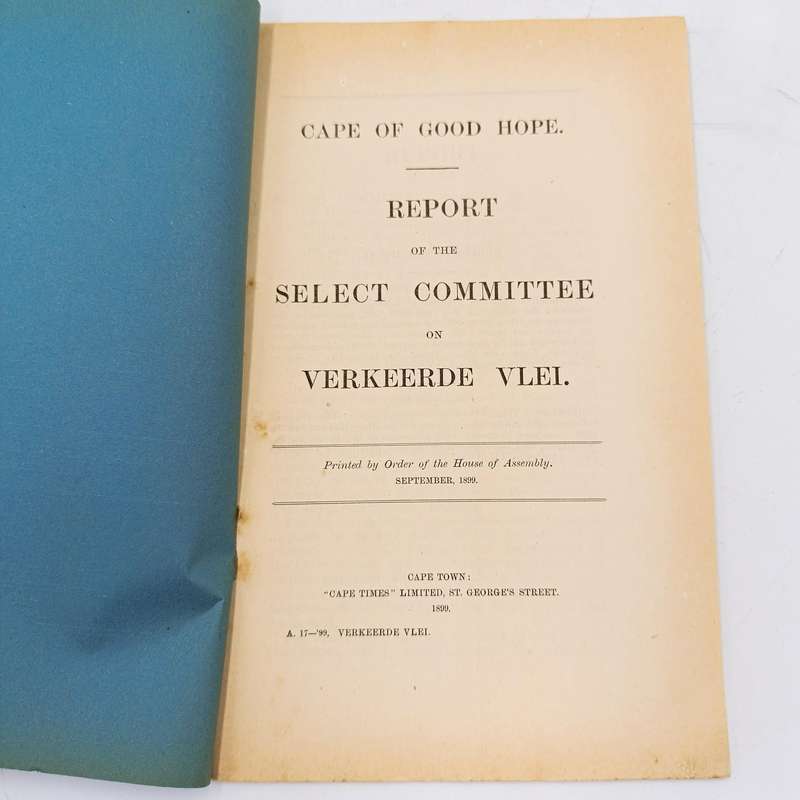 CAPE OF GOOD HOPE.
REPORT
OF THE
SELECT COMMITTEE
ON
VERKEERDE VLEI.
Printed by Order of the House of Assembly.
SEPTEMBER, 1899.
CAPE TOWN:
"CAPE TIMES" LIMITED, ST. GEORGE'S STREET.
1899.
A. 17—'99. VERKEERDE VLEI.